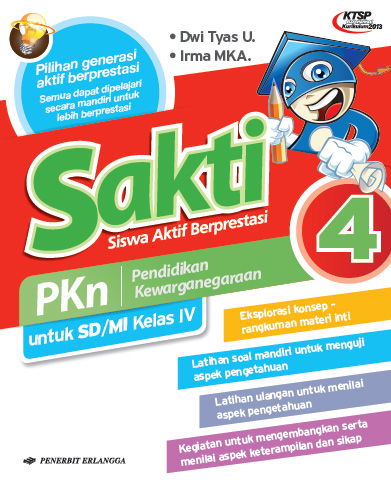 KTSP
Kurikulum2013
• Dwi Tyas U.
• Irma MKA.
Pilihan generasi
aktif berprestasi
Semua dapat dipelajari
secara mandiri untuk
lebih berprestasi
Sakti
Siswa Aktif Berprestasi
4
PKn
Pendidikan
Kewarganegaraan
untuk SD/MI Kelas IV
Eksplorasi konsep –
rangkuman materi inti
Latihan soal mandiri untuk menguji
aspek pengetahuan
Latihan ulangan untuk menilai
aspek pengetahuan
Kegiatan untuk mengembangkan serta
menilai aspek keterampilan dan sikap
PENERBIT ERLANGGA